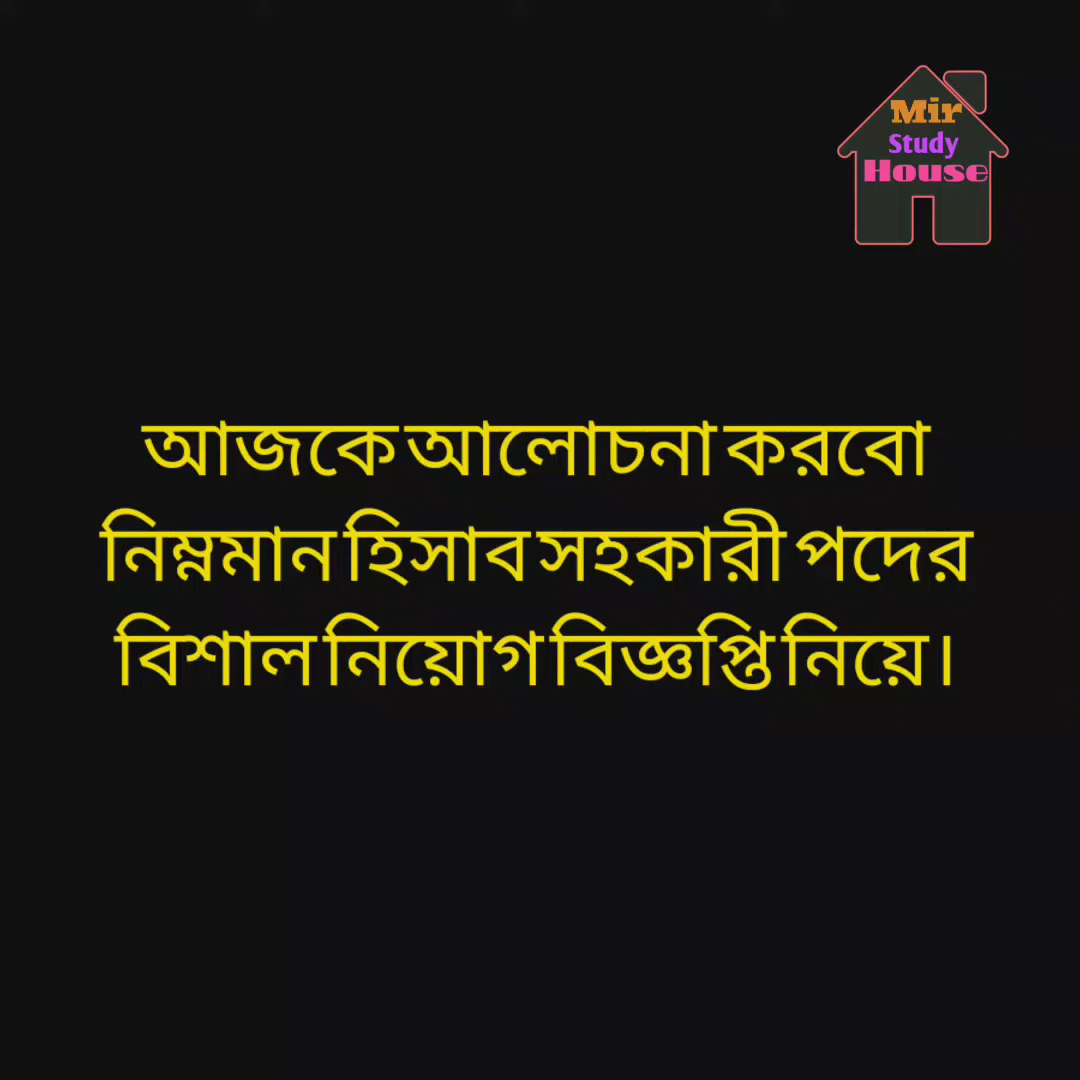 Mir
Study
House
আজকে আলোচনা করবো
নিম্নমান হিসাব সহকারী পদের
বিশাল নিয়োগ বিজ্ঞপ্তি নিয়ে।